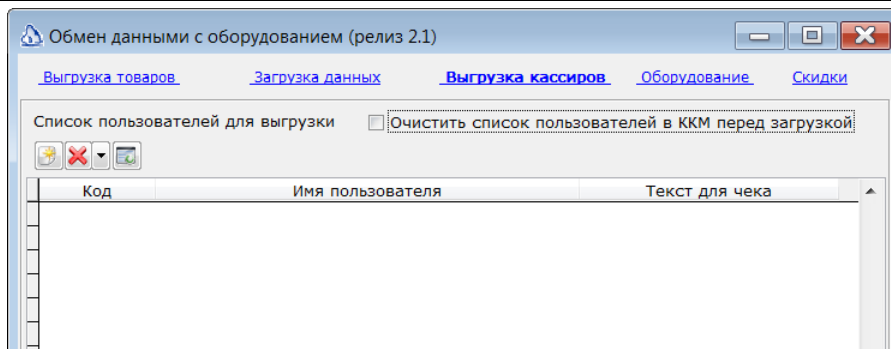 Обмен данными с оборудованием (релиз 2.1)
Выгрузка товаров Загрузка данных Выгрузка кассиров Оборудование Скидки
Список пользователей для выгрузки Очистить список пользователей в ККМ перед загрузкой
Код Имя пользователя Текст для чека